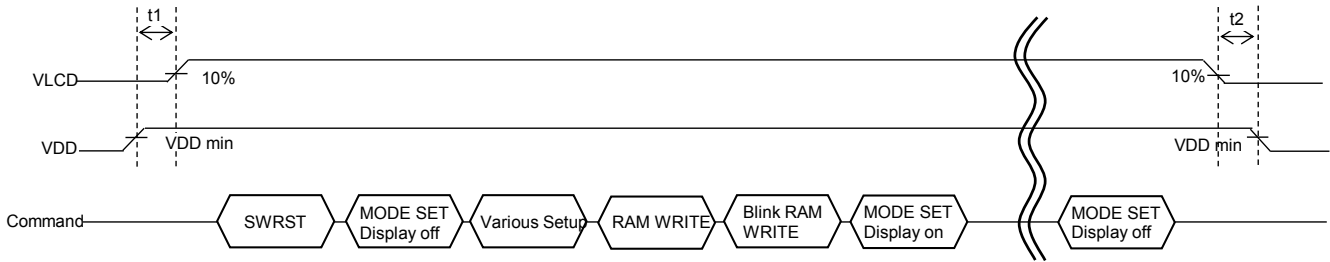 t1
t2
VLCD
10%
10%
VDD
VDD min
VDD min
Command
SWRST
MODE SET
Display off
Various Setup
RAM WRITE
Blink RAM
WRITE
MODE SET
Display on
MODE SET
Display off